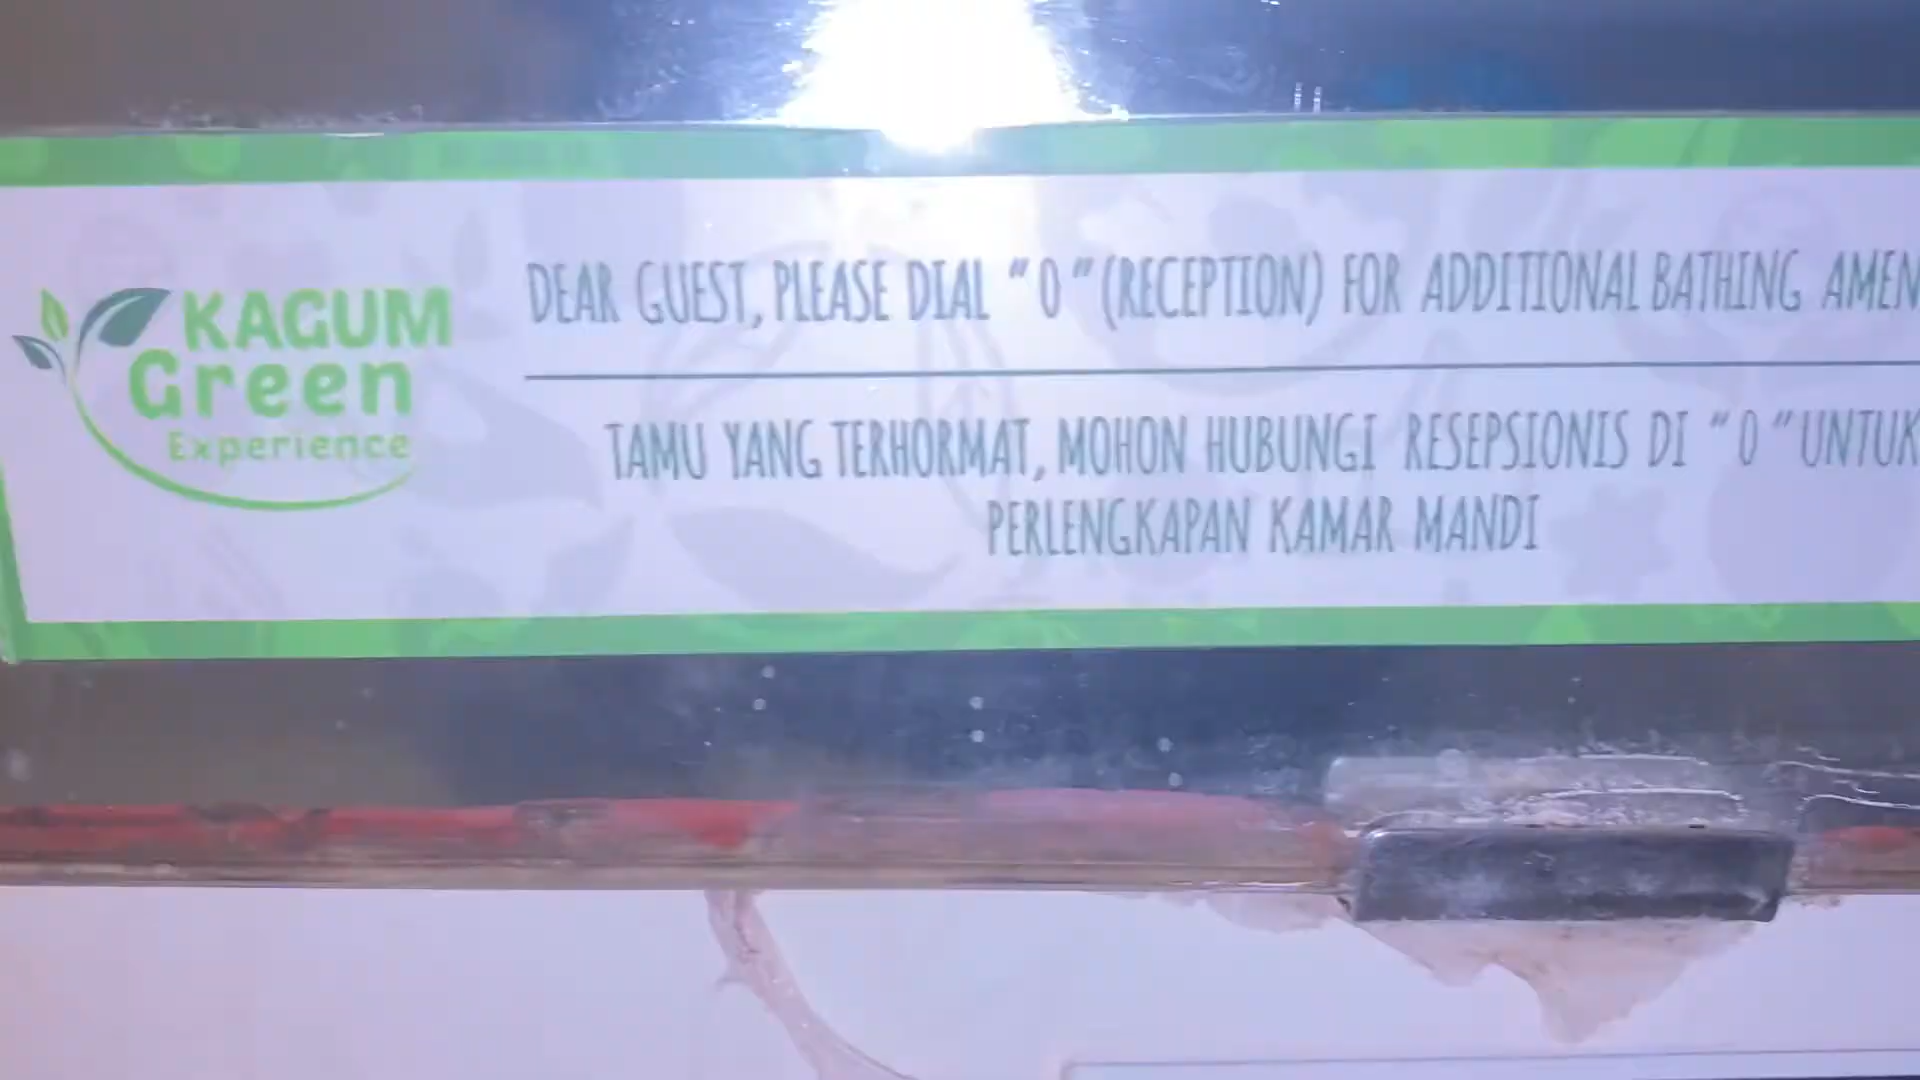 KAGUM
Green
Experience
DEAR GUEST, PLEASE DIAL "0" (RECEPTION) FOR ADDITIONAL BATHING
TAMU YANG TERHORMAT, MOHON HUBUNGI RESEPSIONIS DI "0" UNTUK
PERLENGKAPAN KAMAR MANDI